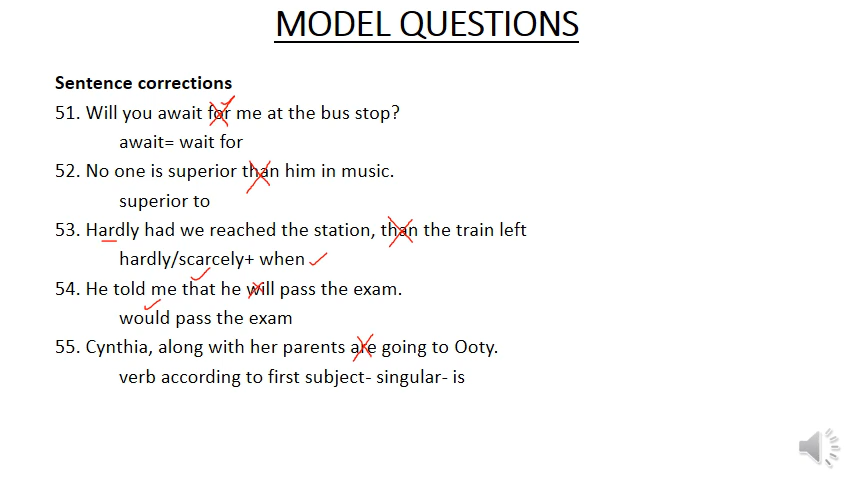 MODEL QUESTIONS
Sentence corrections
51. Will you await for me at the bus stop?
await= wait for
52. No one is superior than him in music.
superior to
53. Hardly had we reached the station, than the train left
hardly/scarcely+ when
54. He told me that he will pass the exam.
would pass the exam
55. Cynthia, along with her parents are going to Ooty.
verb according to first subject- singular- is